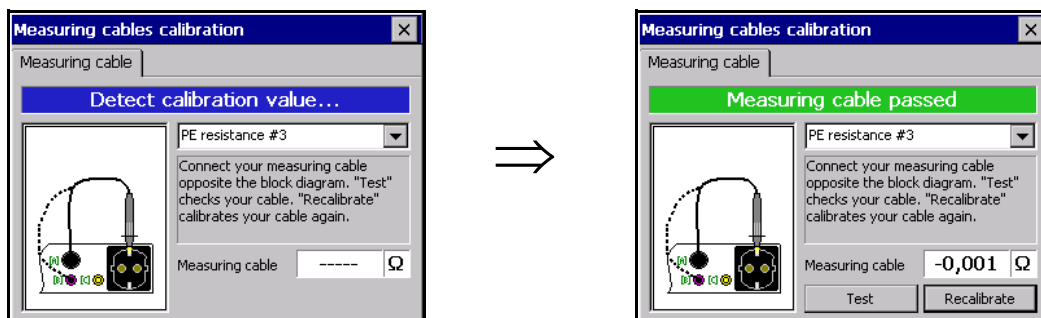 Measuring cables calibration
Measuring cable
Detect calibration value...
PE resistance #3
Connect your measuring cable
opposite the block diagram. "Test"
checks your cable. "Recalibrate"
calibrates your cable again.
Measuring cable ----- Ω
⇒
Measuring cables calibration
Measuring cable
Measuring cable passed
PE resistance #3
Connect your measuring cable
opposite the block diagram. "Test"
checks your cable. "Recalibrate"
calibrates your cable again.
Measuring cable -0,001 Ω
Test Recalibrate